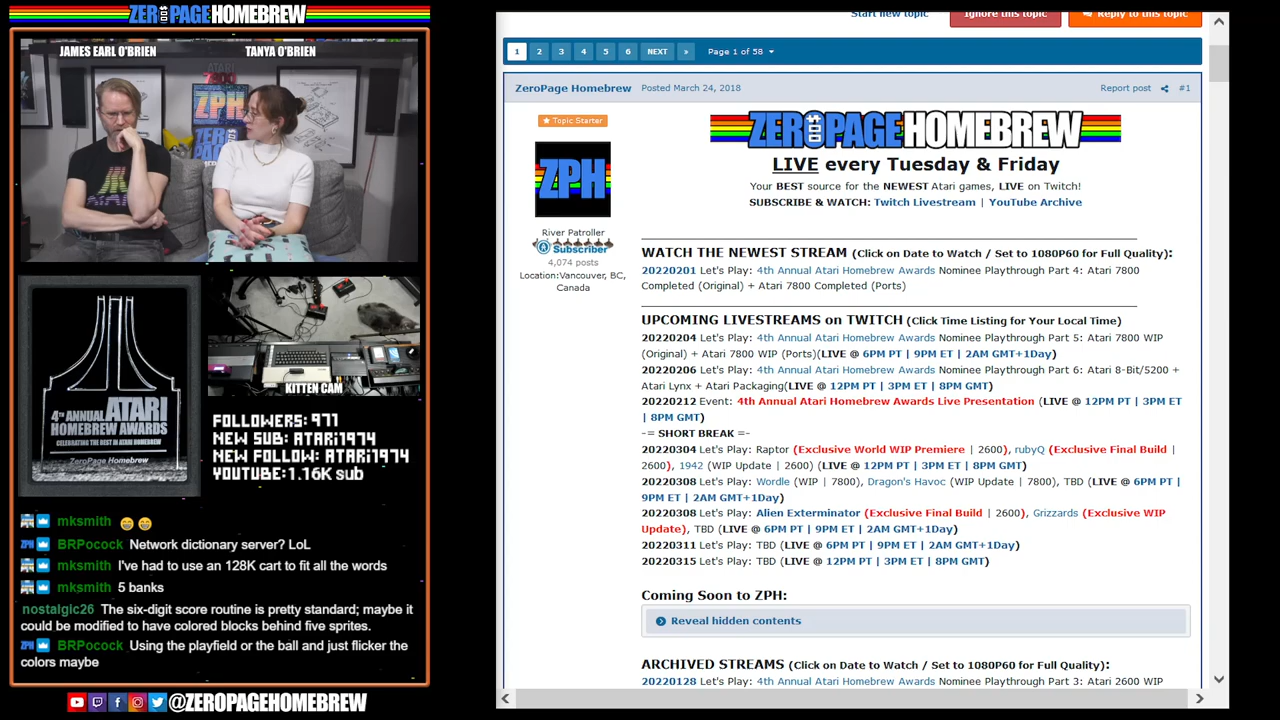 ZEROPAGE HOMEBREW
JAMES EARL O'BRIEN
TANYA O'BRIEN
ZPH
4TH ANNUAL ATARI
HOMEBREW AWARDS
CELEBRATING THE BEST IN ATARI HOMEBREW
ZeroPage Homebrew
KITTEN CAM
FOLLOWERS: 971
NEW SUB: ATARI1974
NEW FOLLOW: ATARI1974
YOUTUBE:1.16K sub
mksmith 😁😁
BRPocock Network dictionary server? LoL
mksmith I've had to use an 128K cart to fit all the words
mksmith 5 banks
nostalgic26 The six-digit score routine is pretty standard; maybe it
could be modified to have colored blocks behind five sprites.
BRPocock Using the playfield or the ball and just flicker the
colors maybe
@ZEROPAGEHOMEBREW
Start new topic
Ignore this topic
Reply to this topic
1 2 3 4 5 6 NEXT » Page 1 of 58
ZeroPage Homebrew Posted March 24, 2018 Report post #1
Topic Starter
ZPH
River Patroller
Subscriber
4,074 posts
Location:Vancouver, BC,
Canada
ZEROPAGE HOMEBREW
LIVE every Tuesday & Friday
Your BEST source for the NEWEST Atari games, LIVE on Twitch!
SUBSCRIBE & WATCH: Twitch Livestream | YouTube Archive
WATCH THE NEWEST STREAM (Click on Date to Watch / Set to 1080P60 for Full Quality):
20220201 Let's Play: 4th Annual Atari Homebrew Awards Nominee Playthrough Part 4: Atari 7800
Completed (Original) + Atari 7800 Completed (Ports)
UPCOMING LIVESTREAMS on TWITCH (Click Time Listing for Your Local Time)
20220204 Let's Play: 4th Annual Atari Homebrew Awards Nominee Playthrough Part 5: Atari 7800 WIP
(Original) + Atari 7800 WIP (Ports)(LIVE @ 6PM PT | 9PM ET | 2AM GMT+1Day)
20220206 Let's Play: 4th Annual Atari Homebrew Awards Nominee Playthrough Part 6: Atari 8-Bit/5200 +
Atari Lynx + Atari Packaging(LIVE @ 12PM PT | 3PM ET | 8PM GMT)
20220212 Event: 4th Annual Atari Homebrew Awards Live Presentation (LIVE @ 12PM PT | 3PM ET
| 8PM GMT)
-= SHORT BREAK =-
20220304 Let's Play: Raptor (Exclusive World WIP Premiere | 2600), rubyQ (Exclusive Final Build |
2600), 1942 (WIP Update | 2600) (LIVE @ 12PM PT | 3PM ET | 8PM GMT)
20220308 Let's Play: Wordle (WIP | 7800), Dragon's Havoc (WIP Update | 7800), TBD (LIVE @ 6PM PT |
9PM ET | 2AM GMT+1Day)
20220308 Let's Play: Alien Exterminator (Exclusive Final Build | 2600), Grizzards (Exclusive WIP
Update), TBD (LIVE @ 6PM PT | 9PM ET | 2AM GMT+1Day)
20220311 Let's Play: TBD (LIVE @ 6PM PT | 9PM ET | 2AM GMT+1Day)
20220315 Let's Play: TBD (LIVE @ 12PM PT | 3PM ET | 8PM GMT)
Coming Soon to ZPH:
Reveal hidden contents
ARCHIVED STREAMS (Click on Date to Watch / Set to 1080P60 for Full Quality):
20220128 Let's Play: 4th Annual Atari Homebrew Awards Nominee Playthrough Part 3: Atari 2600 WIP